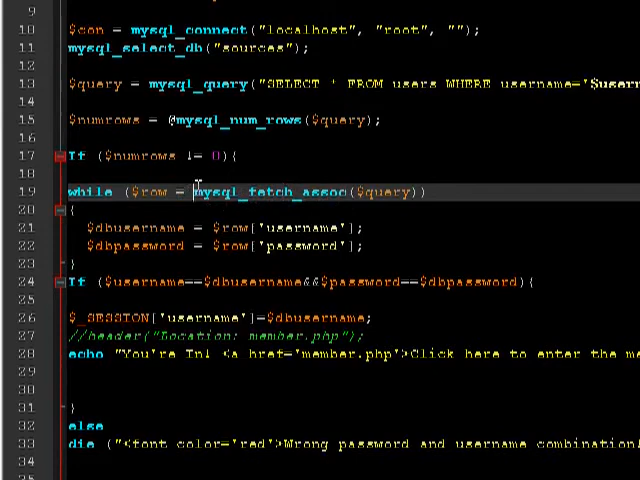 9
10 $con = mysql_connect("localhost", "root", "");
11 mysql_select_db("sources");
12
13 $query = mysql_query("SELECT * FROM users WHERE username='$usern
14
15 $numrows = @mysql_num_rows($query);
16
17 If ($numrows != 0){
18
19 while ($row = mysql_fetch_assoc($query))
20 {
21 $dbusername = $row['username'];
22 $dbpassword = $row['password'];
23 }
24 If ($username==$dbusername&&$password==$dbpassword){
25
26 $_SESSION['username']=$dbusername;
27 //header("Location: member.php");
28 echo "You're In! <a href='member.php'>Click here to enter the me
29
30
31 }
32 else
33 die ("<font color='red'>Wrong password and username combination!
34
35